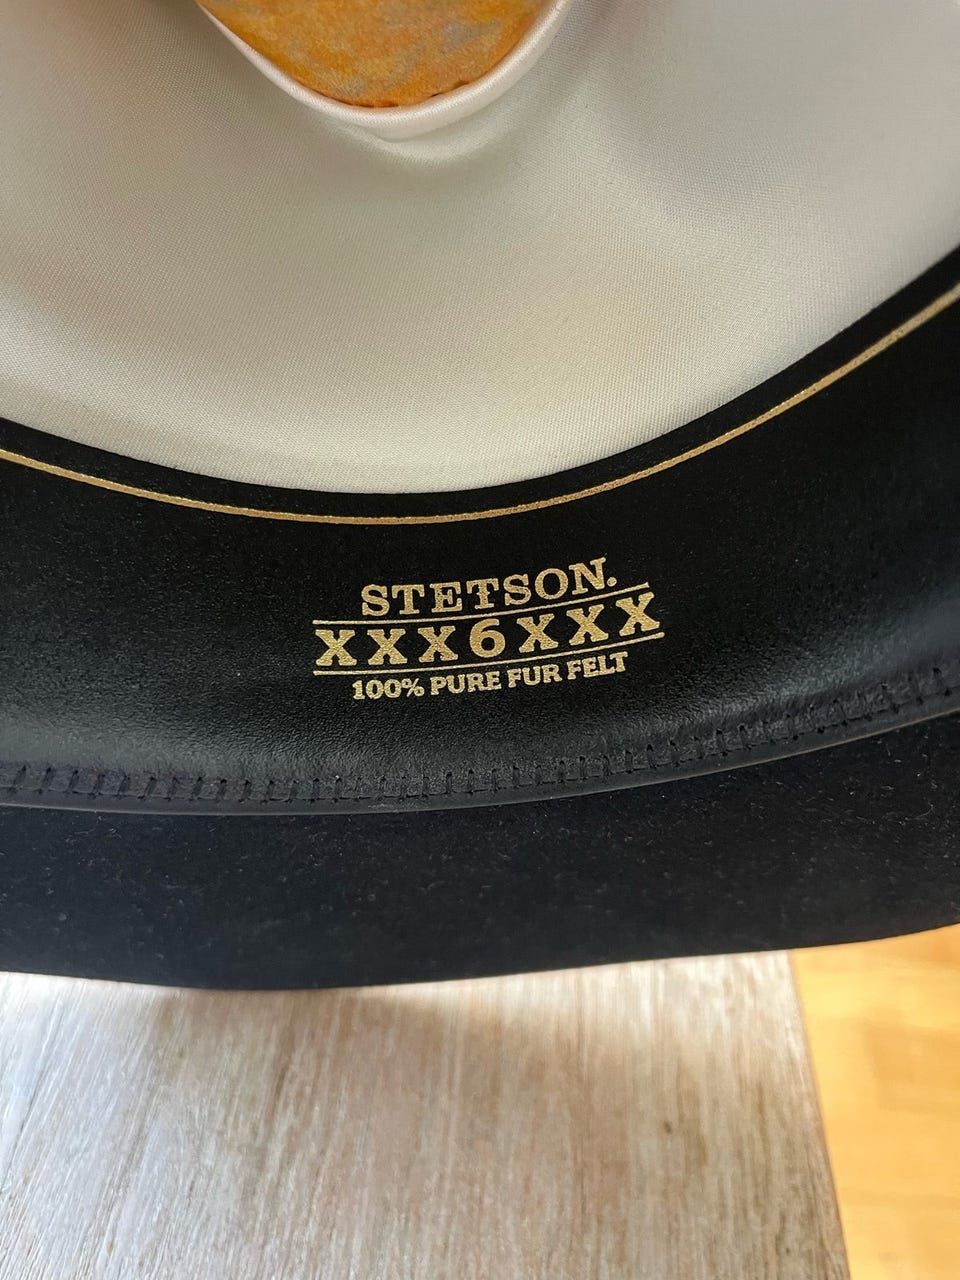 STETSON.
XXX6XXX
100% PURE FUR FELT